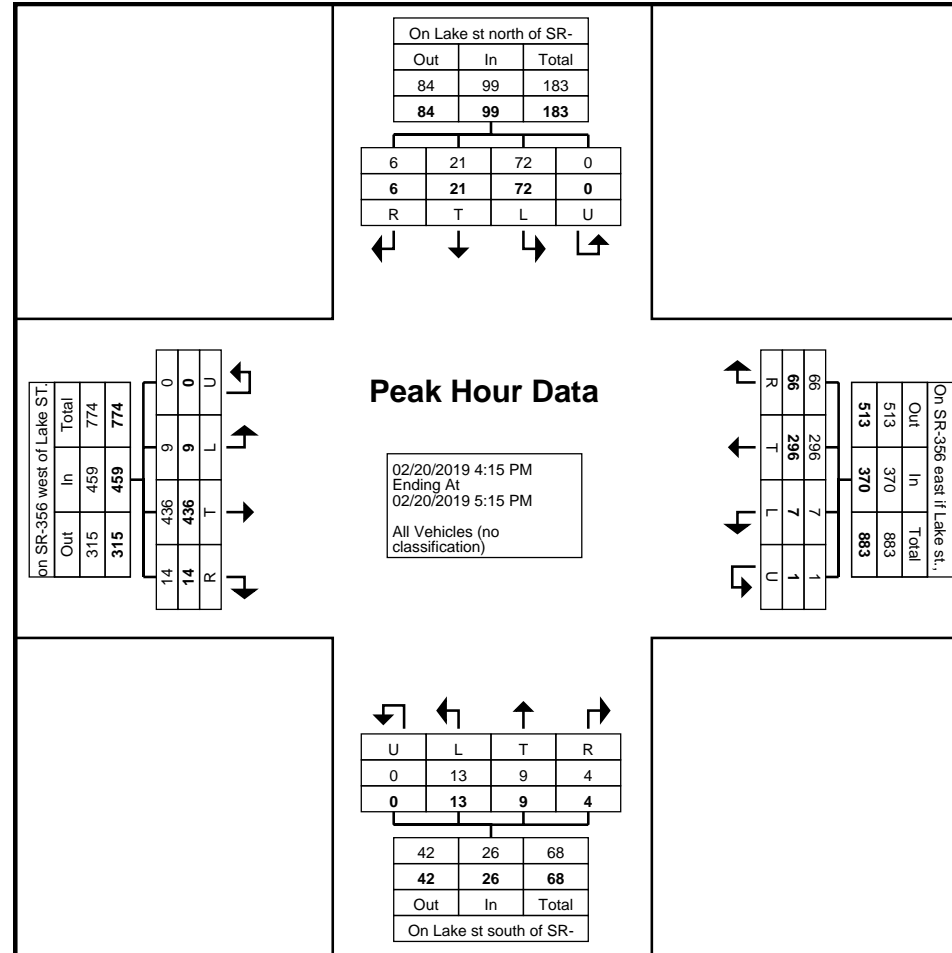 On Lake st north of SR-
Out In Total
84 99 183
84 99 183
6 21 72 0
6 21 72 0
R T L U
on SR-356 west of Lake ST.
Out In Total
315 459 774
315 459 774
14 436 9 0
14 436 9 0
R T L U
Peak Hour Data
02/20/2019 4:15 PM
Ending At
02/20/2019 5:15 PM
All Vehicles (no
classification)
On SR-356 east if Lake st.,
Out In Total
513 370 883
513 370 883
66 296 7 1
66 296 7 1
R T L U
U L T R
0 13 9 4
0 13 9 4
42 26 68
42 26 68
Out In Total
On Lake st south of SR-